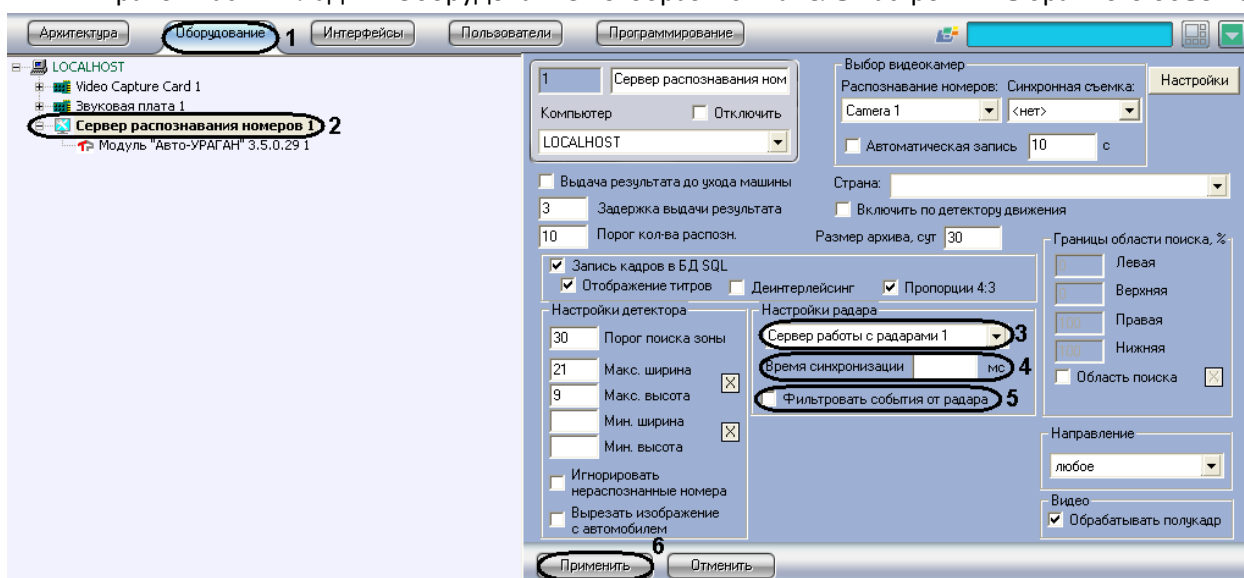 Архитектура Оборудование 1 Интерфейсы Пользователи Программирование
LOCALHOST
Video Capture Card 1
Звуковая плата 1
Сервер распознавания номеров 1 2
Модуль "Авто-УРАГАН" 3.5.0.29 1
1 Сервер распознавания ном
Компьютер Отключить
LOCALHOST
Выбор видеокамер
Распознавание номеров: Синхронная съемка:
Camera 1 <нет>
Автоматическая запись 10 с
Настройки
Выдача результата до ухода машины
3 Задержка выдачи результата
10 Порог кол-ва распозн.
Страна:
Включить по детектору движения
Размер архива, сут 30
Запись кадров в БД SQL
Отображение титров Деинтерлейсинг Пропорции 4:3
Границы области поиска, %
0 Левая
0 Верхняя
100 Правая
100 Нижняя
Область поиска X
Настройки детектора
30 Порог поиска зоны
21 Макс. ширина
X
9 Макс. высота
Мин. ширина
X
Мин. высота
Игнорировать
нераспознанные номера
Вырезать изображение
с автомобилем
Настройки радара
Сервер работы с радарами 1 3
Время синхронизации мс 4
Фильтровать события от радара 5
Направление
любое
Видео
Обрабатывать полукадр
6
Применить Отменить